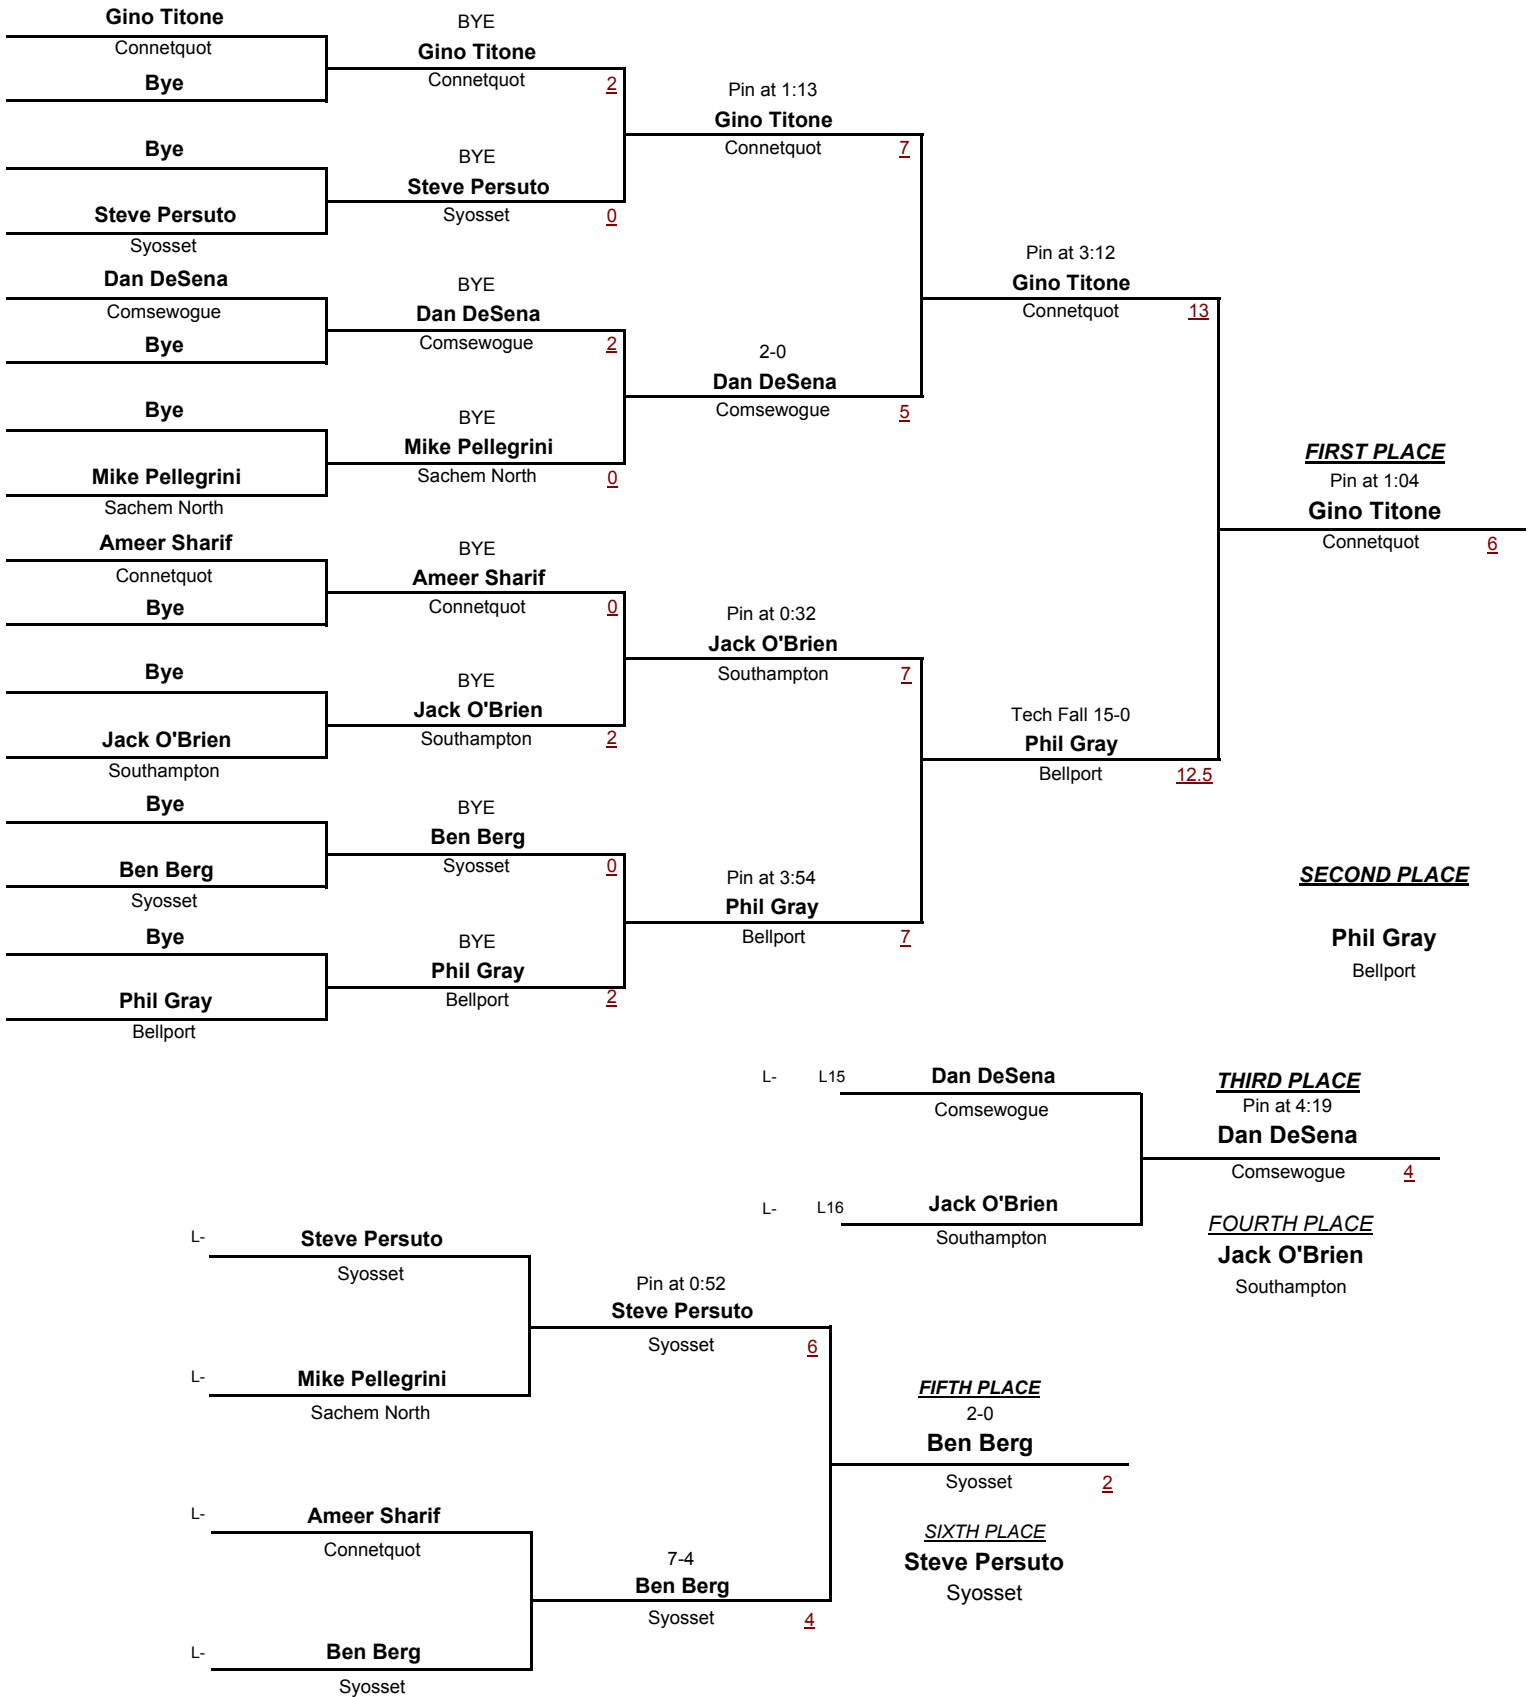 Gino Titone
Connetquot
Bye
Bye
Steve Persuto
Syosset
Dan DeSena
Comsewogue
Bye
Bye
Mike Pellegrini
Sachem North
Ameer Sharif
Connetquot
Bye
Bye
Jack O'Brien
Southampton
Bye
Ben Berg
Syosset
Bye
Phil Gray
Bellport
BYE
Gino Titone
Connetquot 2
BYE
Steve Persuto
Syosset 0
BYE
Dan DeSena
Comsewogue 2
BYE
Mike Pellegrini
Sachem North 0
BYE
Ameer Sharif
Connetquot 0
BYE
Jack O'Brien
Southampton 2
BYE
Ben Berg
Syosset 0
BYE
Phil Gray
Bellport 2
Pin at 1:13
Gino Titone
Connetquot 7
2-0
Dan DeSena
Comsewogue 5
Pin at 0:32
Jack O'Brien
Southampton 7
Pin at 3:54
Phil Gray
Bellport 7
Pin at 3:12
Gino Titone
Connetquot 13
Tech Fall 15-0
Phil Gray
Bellport 12.5
FIRST PLACE
Pin at 1:04
Gino Titone
Connetquot 6
SECOND PLACE
Phil Gray
Bellport
L- L15 Dan DeSena
Comsewogue
L- L16 Jack O'Brien
Southampton
THIRD PLACE
Pin at 4:19
Dan DeSena
Comsewogue 4
FOURTH PLACE
Jack O'Brien
Southampton
L- Steve Persuto
Syosset
L- Mike Pellegrini
Sachem North
L- Ameer Sharif
Connetquot
L- Ben Berg
Syosset
Pin at 0:52
Steve Persuto
Syosset 6
7-4
Ben Berg
Syosset 4
FIFTH PLACE
2-0
Ben Berg
Syosset 2
SIXTH PLACE
Steve Persuto
Syosset